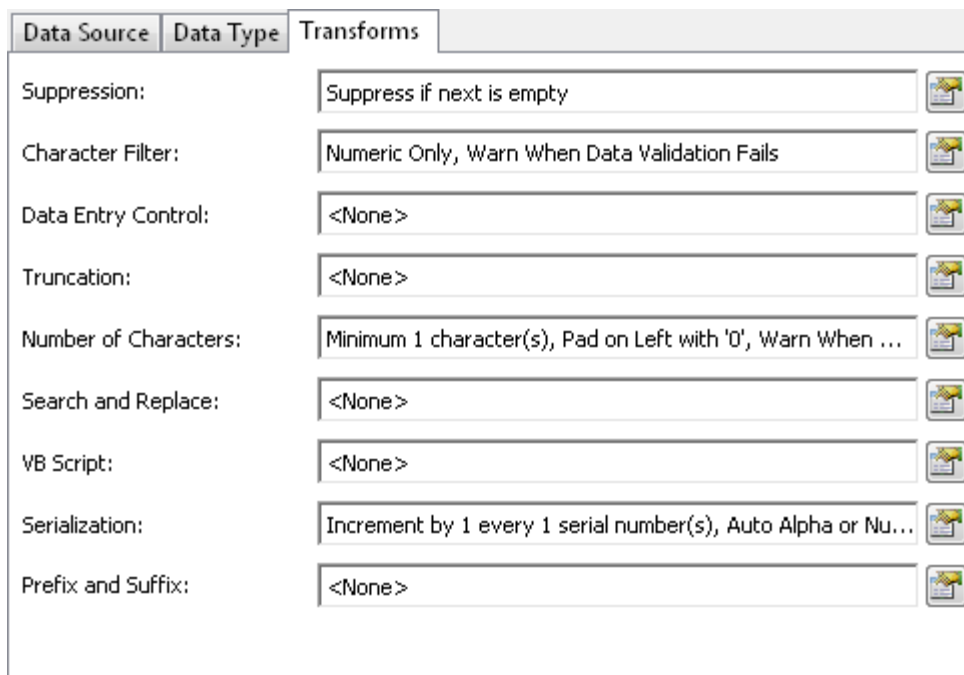 Data Source Data Type Transforms
Suppression: Suppress if next is empty
Character Filter: Numeric Only, Warn When Data Validation Fails
Data Entry Control: <None>
Truncation: <None>
Number of Characters: Minimum 1 character(s), Pad on Left with '0', Warn When ...
Search and Replace: <None>
VB Script: <None>
Serialization: Increment by 1 every 1 serial number(s), Auto Alpha or Nu...
Prefix and Suffix: <None>